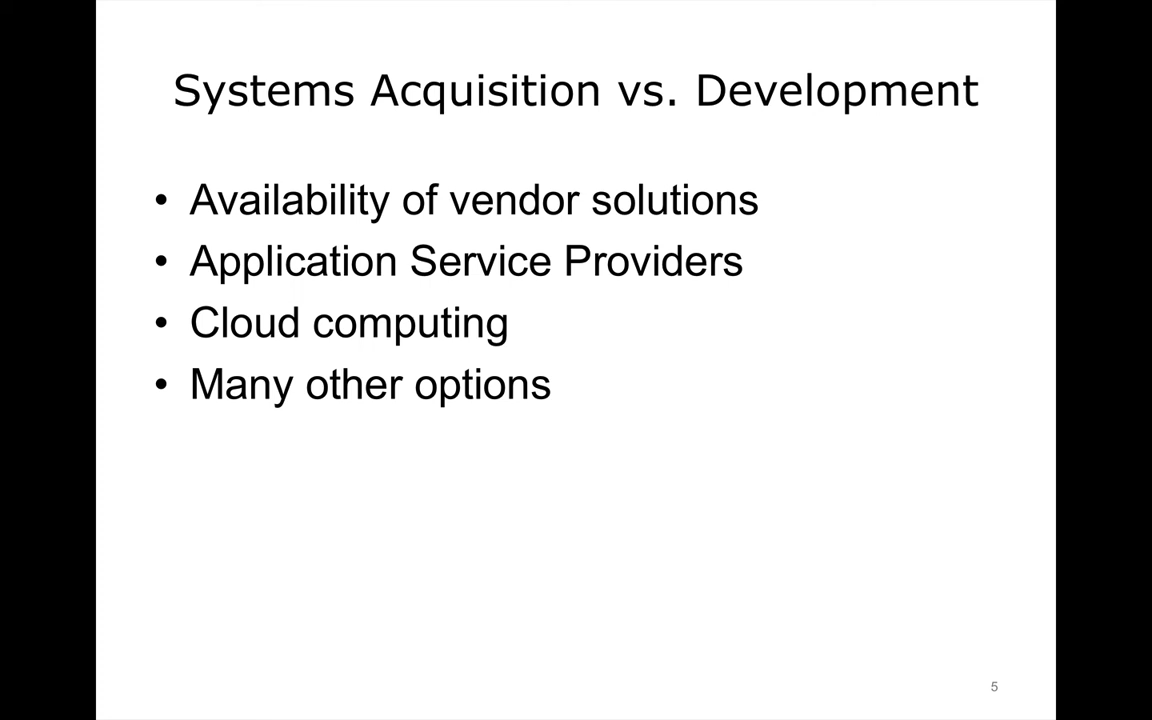 Systems Acquisition vs. Development
• Availability of vendor solutions
• Application Service Providers
• Cloud computing
• Many other options
5